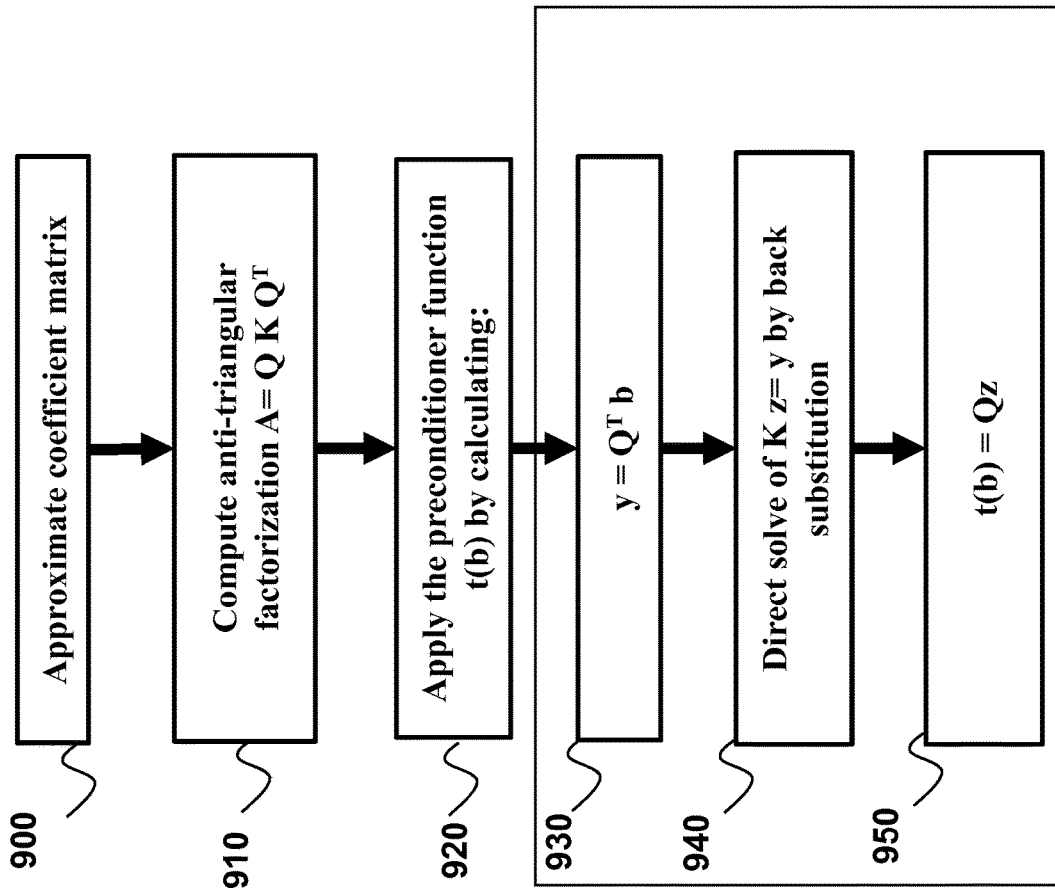 900
Approximate coefficient matrix
910
Compute anti-triangular
factorization A= Q K Q^T
920
Apply the preconditioner function
t(b) by calculating:
930
y = Q^T b
940
Direct solve of K z= y by back
substitution
950
t(b) = Qz